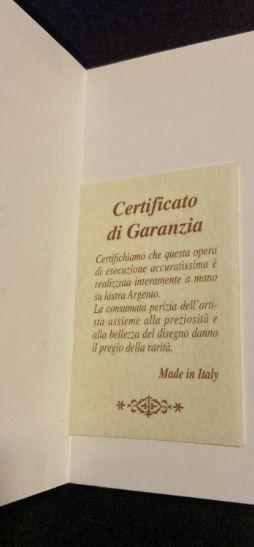 Certificato
di Garanzia
Certifichiamo che questa opera
di esecuzione accuratissima è
realizzata interamente a mano
su lastra Argento.
La consumata perizia dell'arti-
sta assieme alla preziosità e
alla bellezza del disegno danno
il pregio della rarità.
Made in Italy